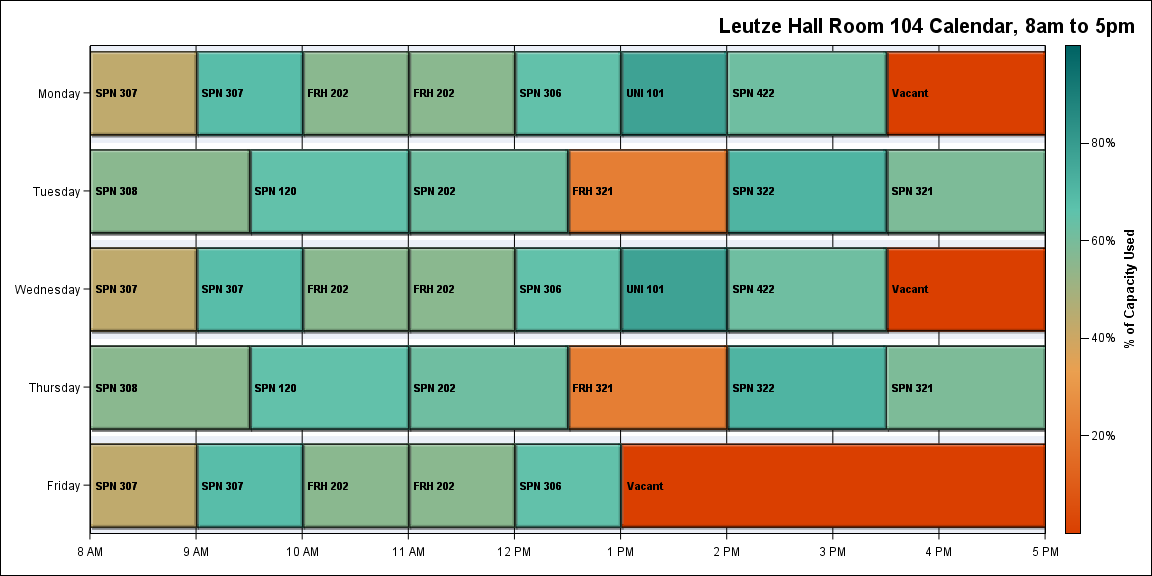 Leutze Hall Room 104 Calendar, 8am to 5pm
Monday
SPN 307
SPN 307
FRH 202
FRH 202
SPN 306
UNI 101
SPN 422
Vacant
Tuesday
SPN 308
SPN 120
SPN 202
FRH 321
SPN 322
SPN 321
Wednesday
SPN 307
SPN 307
FRH 202
FRH 202
SPN 306
UNI 101
SPN 422
Vacant
Thursday
SPN 308
SPN 120
SPN 202
FRH 321
SPN 322
SPN 321
Friday
SPN 307
SPN 307
FRH 202
FRH 202
SPN 306
Vacant
8 AM
9 AM
10 AM
11 AM
12 PM
1 PM
2 PM
3 PM
4 PM
5 PM
80%
60%
40%
20%
% of Capacity Used